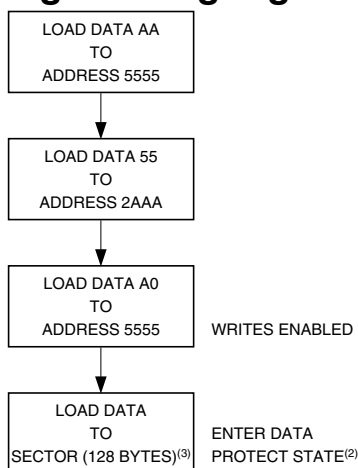 LOAD DATA AA
TO
ADDRESS 5555
LOAD DATA 55
TO
ADDRESS 2AAA
LOAD DATA A0
TO
ADDRESS 5555
WRITES ENABLED
LOAD DATA
TO
SECTOR (128 BYTES)(3)
ENTER DATA
PROTECT STATE(2)